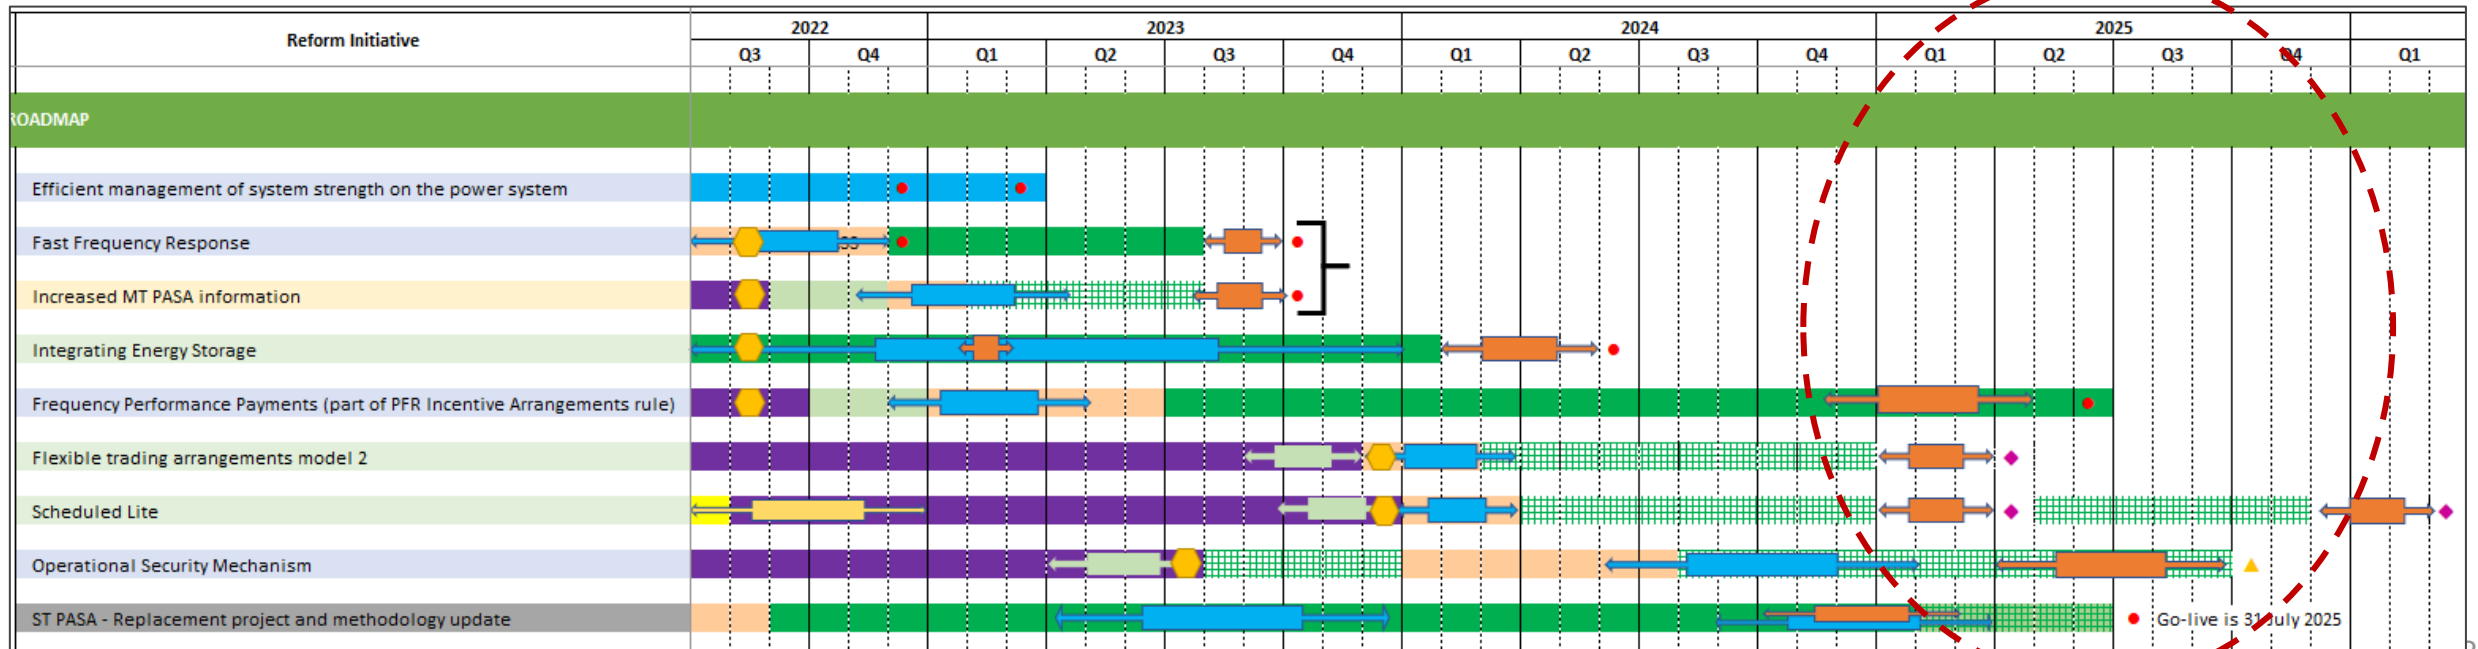 Reform Initiative
2022 2023 2024 2025
Q3 Q4 Q1 Q2 Q3 Q4 Q1 Q2 Q3 Q4 Q1 Q2 Q3 Q4 Q1
ROADMAP
Efficient management of system strength on the power system
Fast Frequency Response
Increased MT PASA information
Integrating Energy Storage
Frequency Performance Payments (part of PFR Incentive Arrangements rule)
Flexible trading arrangements model 2
Scheduled Lite
Operational Security Mechanism
ST PASA - Replacement project and methodology update
Go-live is 31 July 2025